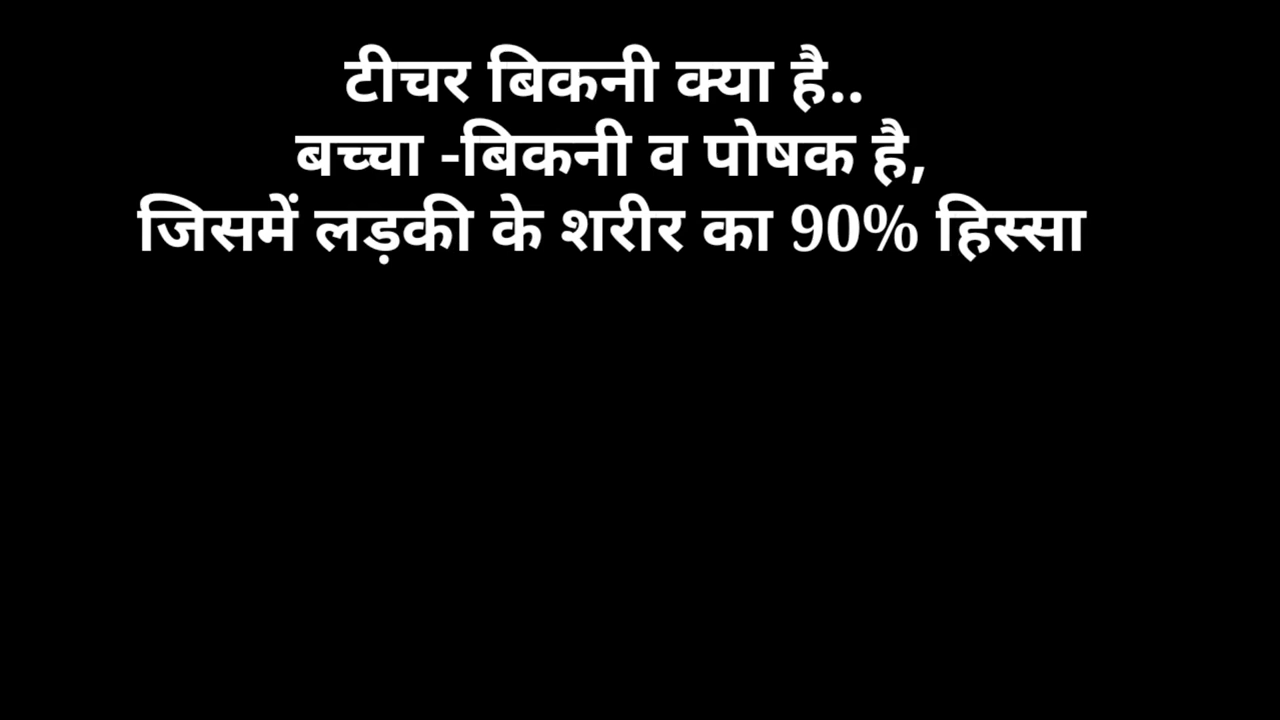 टीचर बिकनी क्या है..
बच्चा -बिकनी व पोषक है,
जिसमें लड़की के शरीर का 90% हिस्सा